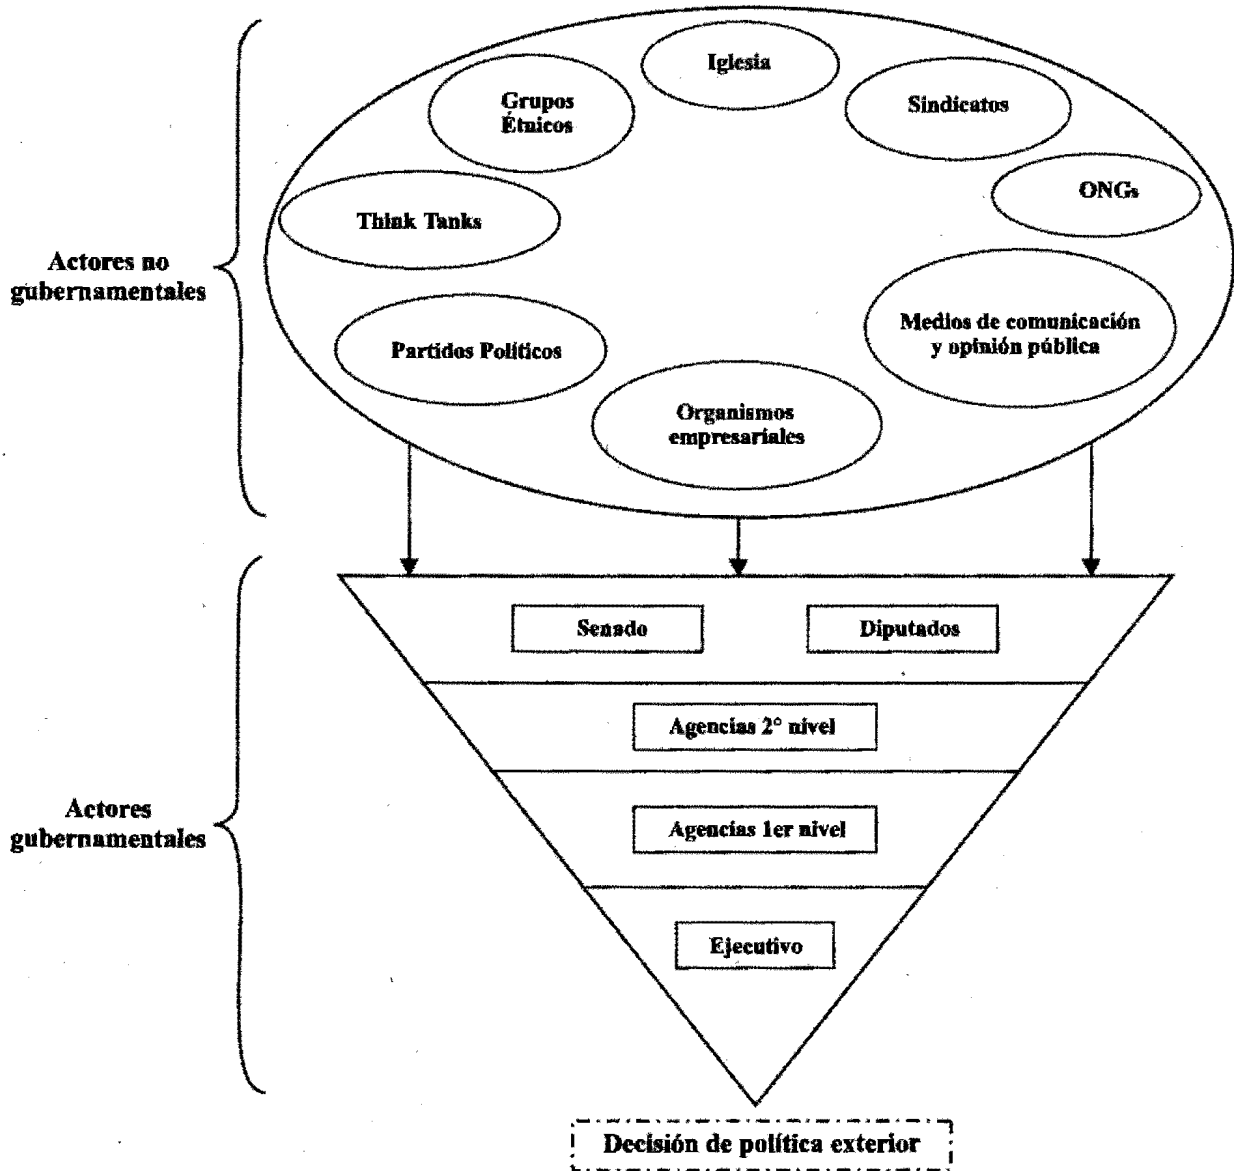 Iglesia
Grupos
Étnicos
Sindicatos
ONGs
Think Tanks
Actores no
gubernamentales
Medios de comunicación
y opinión pública
Partidos Políticos
Organismos
empresariales
Senado
Diputados
Agencias 2° nivel
Actores
gubernamentales
Agencias 1er nivel
Ejecutivo
Decisión de política exterior